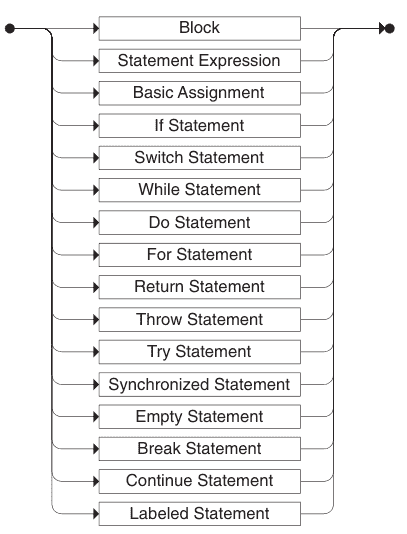 Block
Statement Expression
Basic Assignment
If Statement
Switch Statement
While Statement
Do Statement
For Statement
Return Statement
Throw Statement
Try Statement
Synchronized Statement
Empty Statement
Break Statement
Continue Statement
Labeled Statement